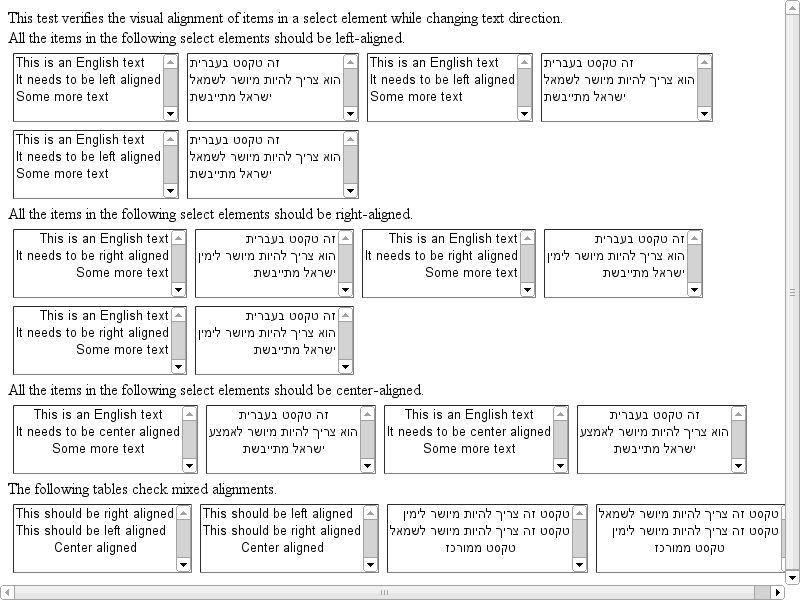 This test verifies the visual alignment of items in a select element while changing text direction.
All the items in the following select elements should be left-aligned.
This is an English text
It needs to be left aligned
Some more text
זה טקסט בעברית
הוא צריך להיות מיושר לשמאל
ישראל מתייבשת
This is an English text
It needs to be left aligned
Some more text
זה טקסט בעברית
הוא צריך להיות מיושר לשמאל
ישראל מתייבשת
This is an English text
It needs to be left aligned
Some more text
זה טקסט בעברית
הוא צריך להיות מיושר לשמאל
ישראל מתייבשת
All the items in the following select elements should be right-aligned.
This is an English text
It needs to be right aligned
Some more text
זה טקסט בעברית
הוא צריך להיות מיושר לימין
ישראל מתייבשת
This is an English text
It needs to be right aligned
Some more text
זה טקסט בעברית
הוא צריך להיות מיושר לימין
ישראל מתייבשת
This is an English text
It needs to be right aligned
Some more text
זה טקסט בעברית
הוא צריך להיות מיושר לימין
ישראל מתייבשת
All the items in the following select elements should be center-aligned.
This is an English text
It needs to be center aligned
Some more text
זה טקסט בעברית
הוא צריך להיות מיושר לאמצע
ישראל מתייבשת
This is an English text
It needs to be center aligned
Some more text
זה טקסט בעברית
הוא צריך להיות מיושר לאמצע
ישראל מתייבשת
The following tables check mixed alignments.
This should be right aligned
This should be left aligned
Center aligned
This should be left aligned
This should be right aligned
Center aligned
טקסט זה צריך להיות מיושר לימין
טקסט זה צריך להיות מיושר לשמאל
טקסט ממורכז
טקסט זה צריך להיות מיושר לשמאל
טקסט זה צריך להיות מיושר לימין
טקסט ממורכז